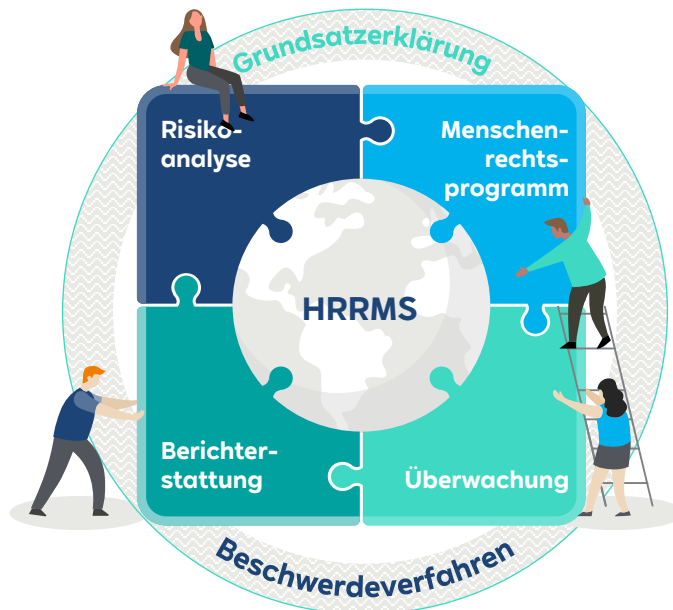 Grundsatzerklärung
Risiko-
analyse
Menschen-
rechts-
programm
HRRMS
Berichter-
stattung
Überwachung
Beschwerdeverfahren